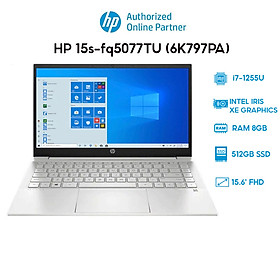 hp
Authorized
Online Partner
HP 15s-fq5077TU (6K797PA)
i7-1255U
INTEL IRIS
XE GRAPHICS
RAM 8GB
512GB SSD
15.6" FHD